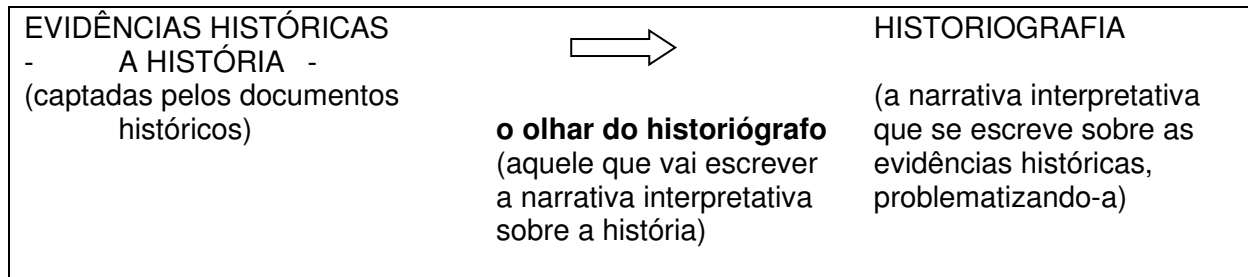 EVIDÊNCIAS HISTÓRICAS
- A HISTÓRIA -
(captadas pelos documentos
históricos)
o olhar do historiógrafo
(aquele que vai escrever
a narrativa interpretativa
sobre a história)
HISTORIOGRAFIA
(a narrativa interpretativa
que se escreve sobre as
evidências históricas,
problematizando-a)